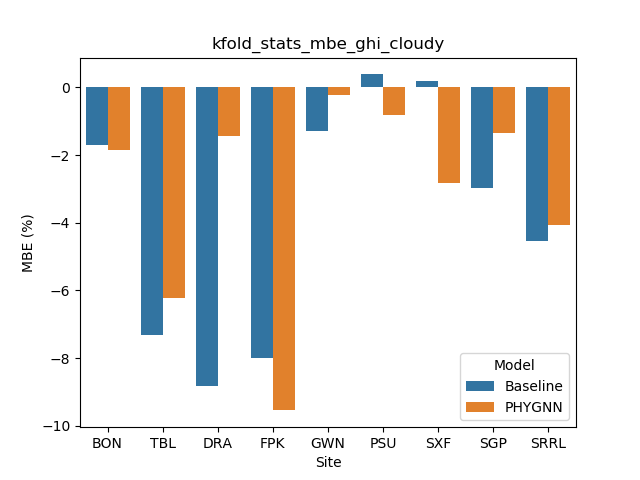 kfold_stats_mbe_ghi_cloudy
MBE (%)
0
−2
−4
−6
−8
−10
BON TBL DRA FPK GWN PSU SXF SGP SRRL
Site
Model
Baseline
PHYGNN